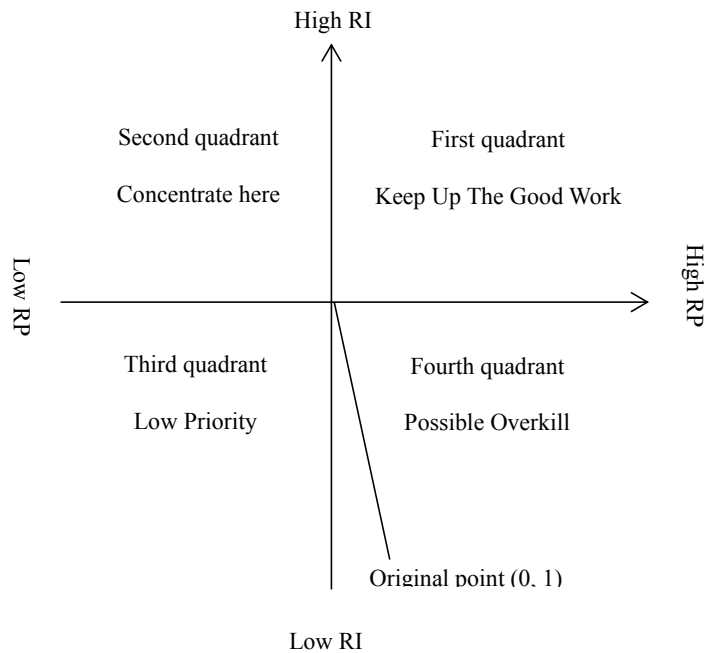 High RI
Second quadrant
First quadrant
Concentrate here
Keep Up The Good Work
Low RP
High RP
Third quadrant
Fourth quadrant
Low Priority
Possible Overkill
Original point (0, 1)
Low RI